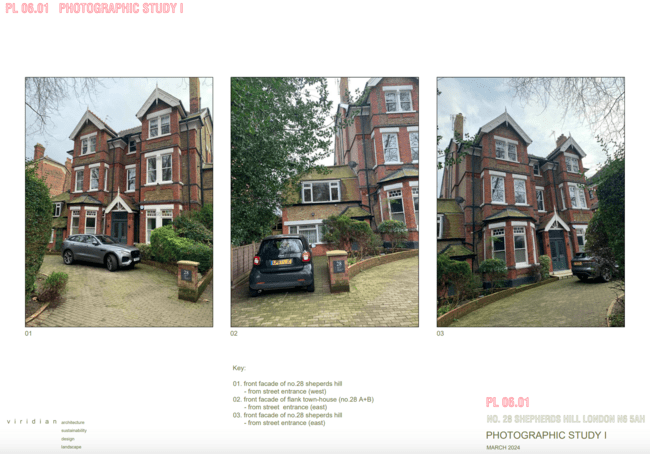 PL 06.01 PHOTOGRAPHIC STUDY I
01
02
03
Key:
01. front facade of no.28 sheperds hill
- from street entrance (west)
02. front facade of flank town-house (no.28 A+B)
- from street entrance (east)
03. front facade of no.28 sheperds hill
- from street entrance (east)
viridian architecture
sustainability
design
landscape
PL 06.01
NO. 28 SHEPHERDS HILL LONDON N6 5AH
PHOTOGRAPHIC STUDY I
MARCH 2024